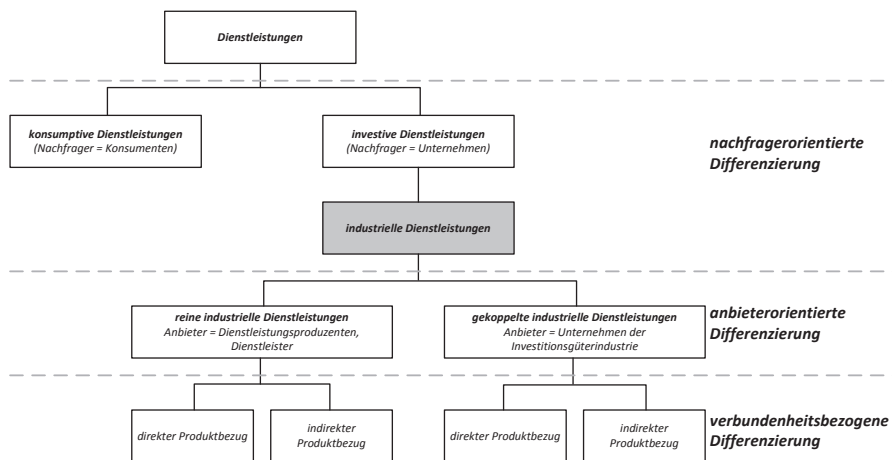 Dienstleistungen
konsumptive Dienstleistungen
(Nachfrager = Konsumenten)
investive Dienstleistungen
(Nachfrager = Unternehmen)
nachfragerorientierte
Differenzierung
industrielle Dienstleistungen
reine industrielle Dienstleistungen
Anbieter = Dienstleistungsproduzenten,
Dienstleister
gekoppelte industrielle Dienstleistungen
Anbieter = Unternehmen der
Investitionsgüterindustrie
anbieterorientierte
Differenzierung
direkter Produktbezug
indirekter
Produktbezug
direkter Produktbezug
indirekter
Produktbezug
verbundenheitsbezogene
Differenzierung